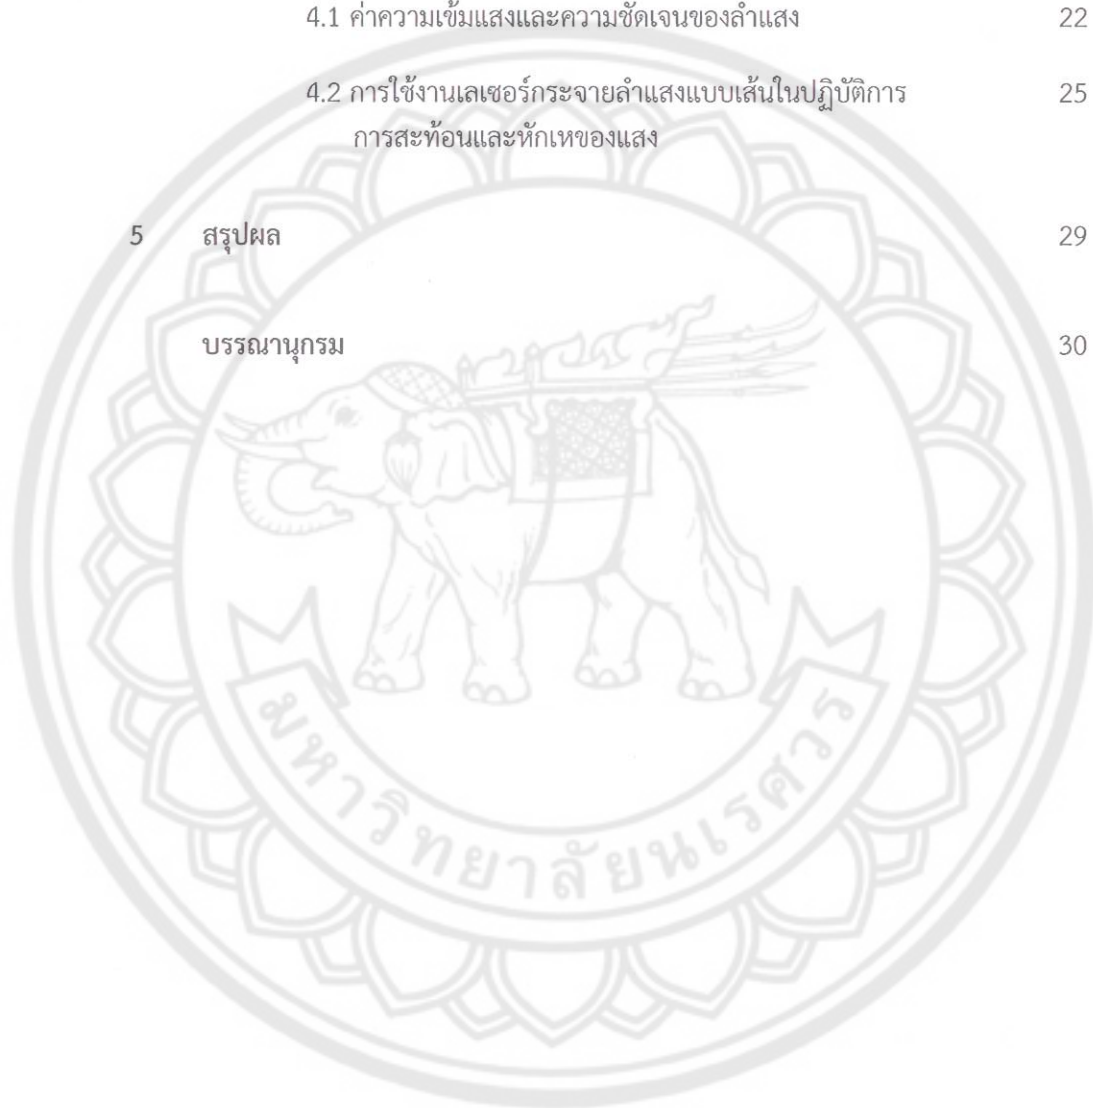 4.1 ค่าความเข้มแสงและความชัดเจนของลำแสง 22
4.2 การใช้งานเลเซอร์กระจายลำแสงแบบเส้นในปฏิบัติการ 25
การสะท้อนและหักเหของแสง
5 สรุปผล 29
บรรณานุกรม 30
มหาวิทยาลัยนเรศวร